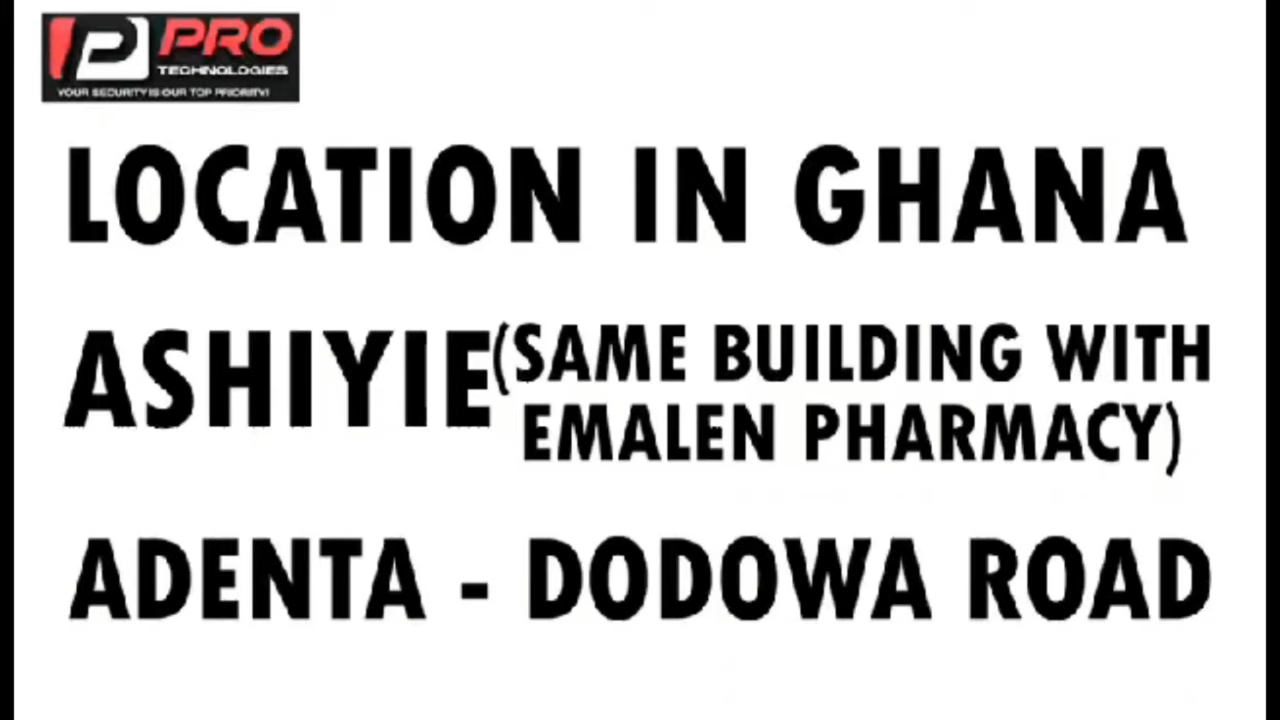 PRO
TECHNOLOGIES
YOUR SECURITY IS OUR TOP PRIORITY!
LOCATION IN GHANA
ASHIYIE (SAME BUILDING WITH
EMALEN PHARMACY)
ADENTA - DODOWA ROAD